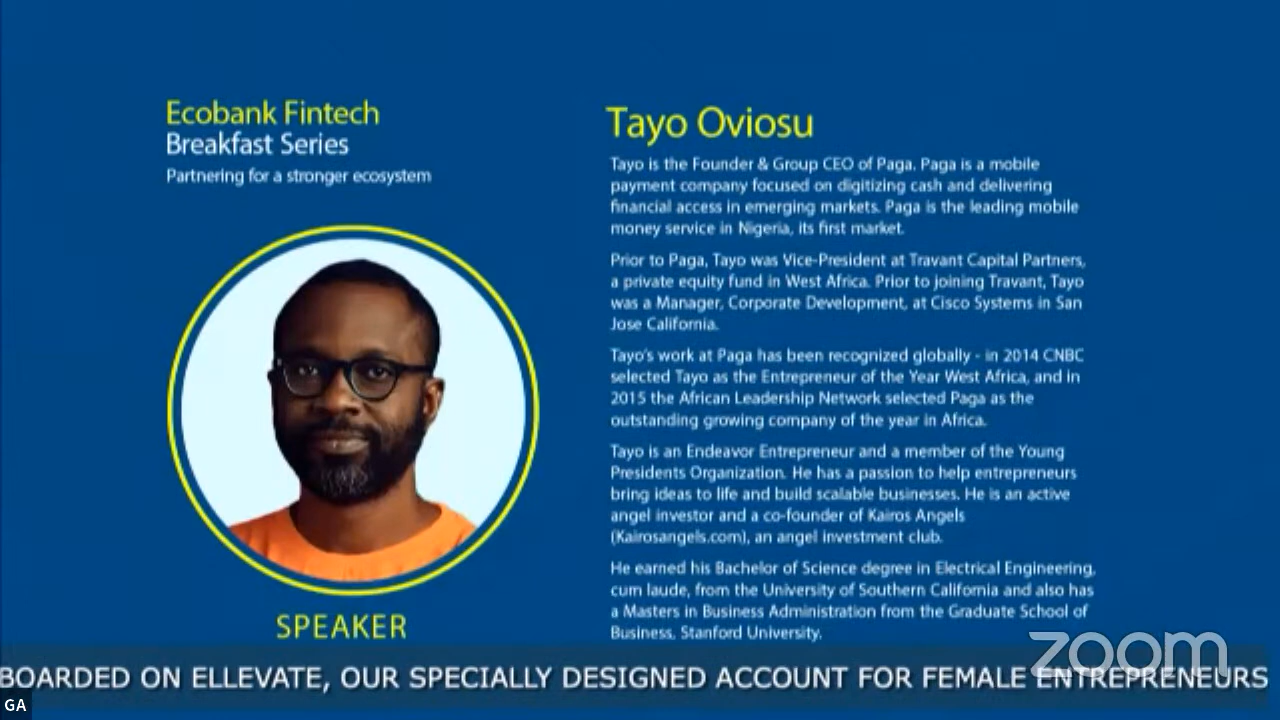 Ecobank Fintech
Breakfast Series
Partnering for a stronger ecosystem
SPEAKER
Tayo Oviosu
Tayo is the Founder & Group CEO of Paga. Paga is a mobile
payment company focused on digitizing cash and delivering
financial access in emerging markets. Paga is the leading mobile
money service in Nigeria, its first market.
Prior to Paga, Tayo was Vice-President at Travant Capital Partners,
a private equity fund in West Africa. Prior to joining Travant, Tayo
was a Manager, Corporate Development, at Cisco Systems in San
Jose California.
Tayo's work at Paga has been recognized globally - in 2014 CNBC
selected Tayo as the Entrepreneur of the Year West Africa, and in
2015 the African Leadership Network selected Paga as the
outstanding growing company of the year in Africa.
Tayo is an Endeavor Entrepreneur and a member of the Young
Presidents Organization. He has a passion to help entrepreneurs
bring ideas to life and build scalable businesses. He is an active
angel investor and a co-founder of Kairos Angels
(Kairosangels.com), an angel investment club.
He earned his Bachelor of Science degree in Electrical Engineering,
cum laude, from the University of Southern California and also has
a Masters in Business Administration from the Graduate School of
Business, Stanford University.
zoom
BOARDED ON ELLEVATE, OUR SPECIALLY DESIGNED ACCOUNT FOR FEMALE ENTREPRENEURS
GA